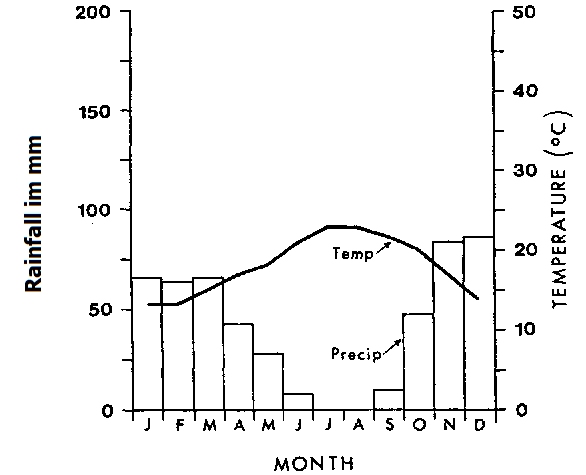 200
150
100
50
0
Rainfall im mm
50
40
30
20
10
0
TEMPERATURE (°C)
Temp
Precip
J F M A M J J A S O N D
MONTH